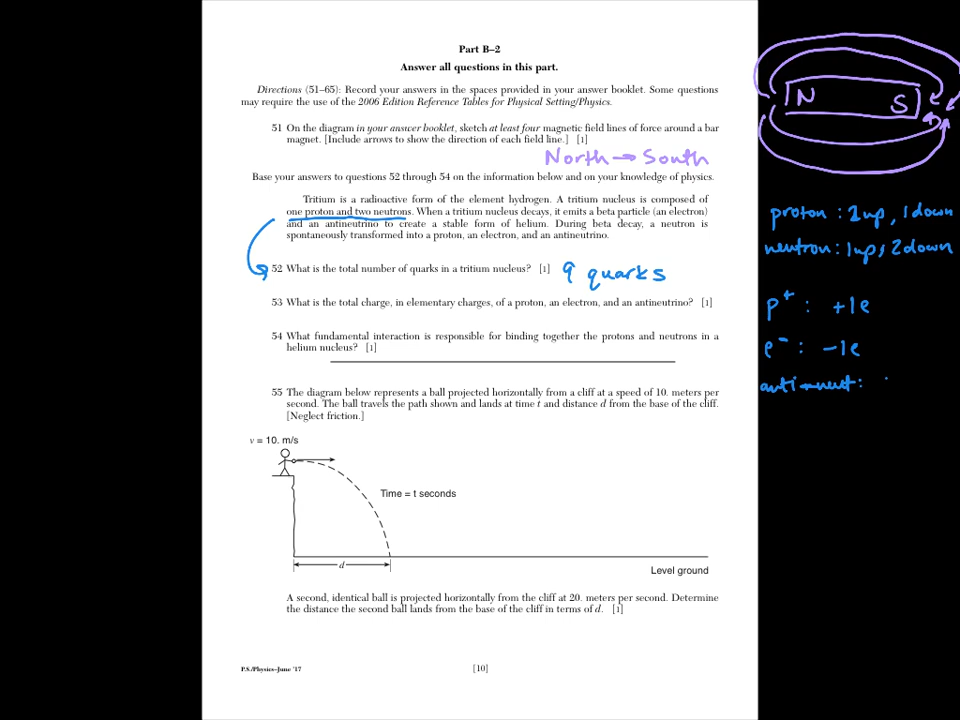 Part B–2
Answer all questions in this part.
Directions (51–65): Record your answers in the spaces provided in your answer booklet. Some questions
may require the use of the 2006 Edition Reference Tables for Physical Setting/Physics.
51 On the diagram in your answer booklet, sketch at least four magnetic field lines of force around a bar
magnet. [Include arrows to show the direction of each field line.] [1]
North → South
Base your answers to questions 52 through 54 on the information below and on your knowledge of physics.
Tritium is a radioactive form of the element hydrogen. A tritium nucleus is composed of
one proton and two neutrons. When a tritium nucleus decays, it emits a beta particle (an electron)
and an antineutrino to create a stable form of helium. During beta decay, a neutron is
spontaneously transformed into a proton, an electron, and an antineutrino.
52 What is the total number of quarks in a tritium nucleus? [1] 9 quarks
53 What is the total charge, in elementary charges, of a proton, an electron, and an antineutrino? [1]
54 What fundamental interaction is responsible for binding together the protons and neutrons in a
helium nucleus? [1]
55 The diagram below represents a ball projected horizontally from a cliff at a speed of 10. meters per
second. The ball travels the path shown and lands at time t and distance d from the base of the cliff.
[Neglect friction.]
v = 10. m/s
Time = t seconds
d
Level ground
A second, identical ball is projected horizontally from the cliff at 20. meters per second. Determine
the distance the second ball lands from the base of the cliff in terms of d. [1]
P.S./Physics–June '17
[10]
N S
proton: 2up, 1down
neutron: 1up, 2down
p⁺: +1e
e⁻: -1e
anti-neut: